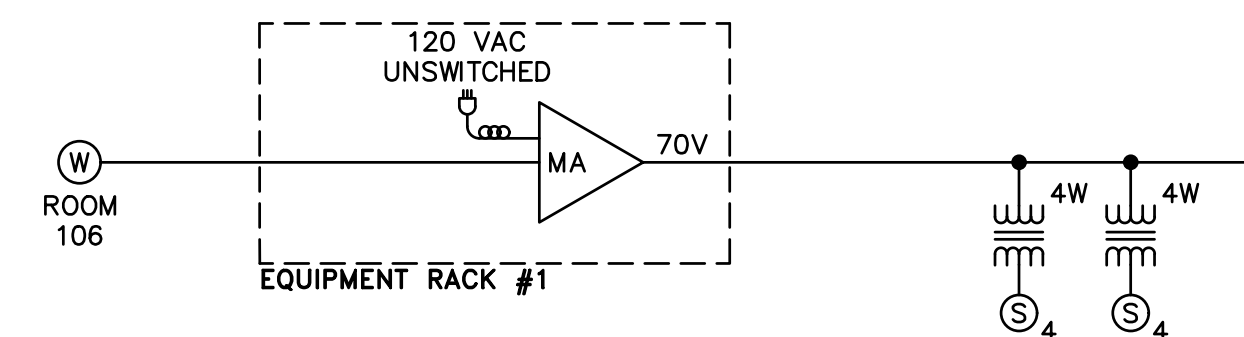 120 VAC
UNSWITCHED
W
MA
70V
ROOM
106
4W
4W
EQUIPMENT RACK #1
S 4
S 4